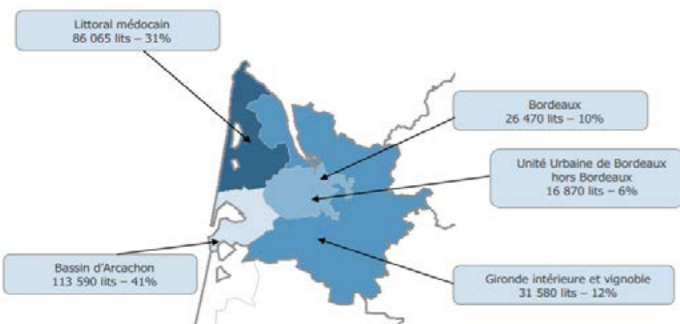 Littoral médocain
86 065 lits – 31%
Bordeaux
26 470 lits – 10%
Unité Urbaine de Bordeaux
hors Bordeaux
16 870 lits – 6%
Bassin d'Arcachon
113 590 lits – 41%
Gironde intérieure et vignoble
31 580 lits – 12%